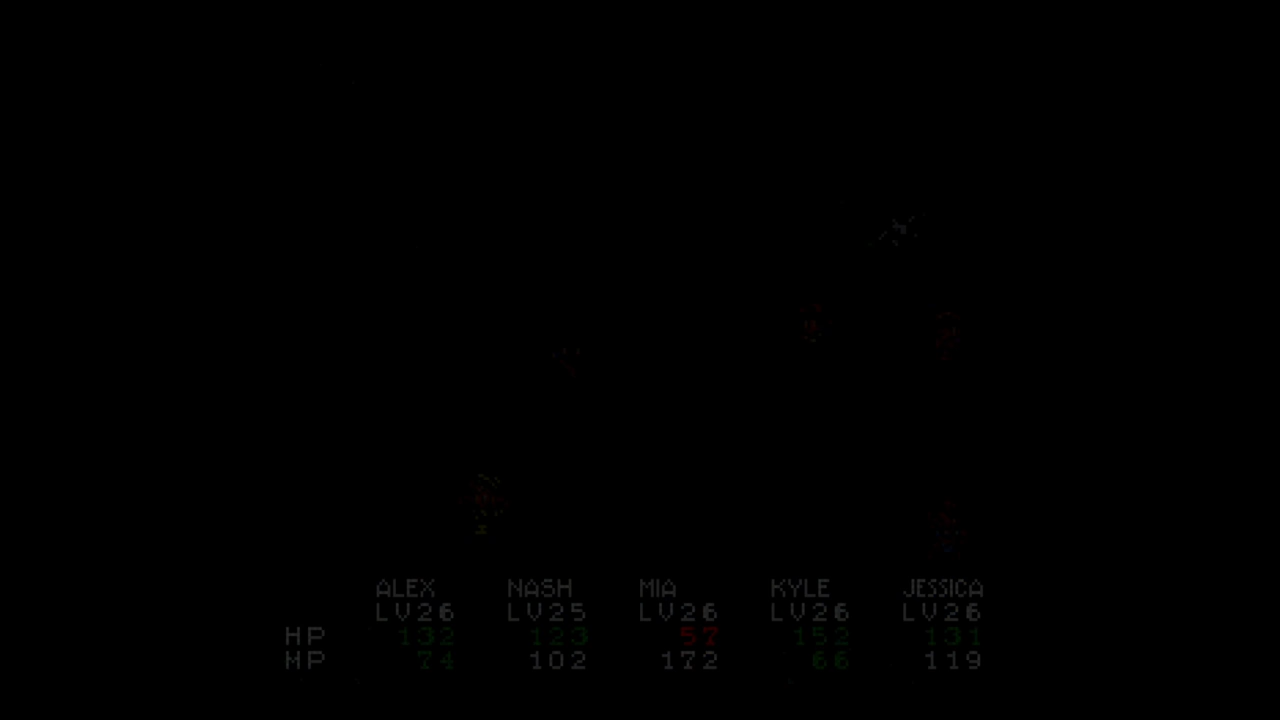 ALEX NASH MIA KYLE JESSICA
LV26 LV25 LV26 LV26 LV26
HP 132 123 57 152 131
MP 74 102 172 66 119